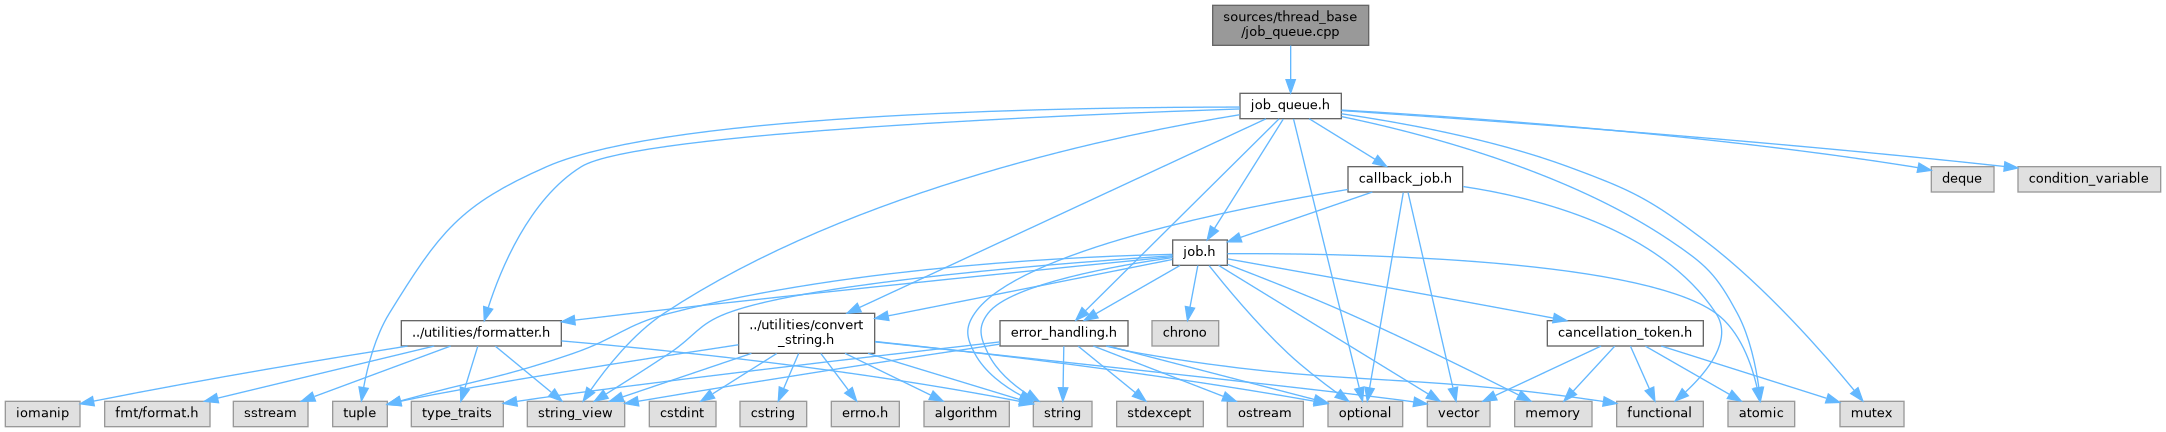 sources/thread_base
/job_queue.cpp
job_queue.h
callback_job.h
deque
condition_variable
job.h
../utilities/formatter.h
../utilities/convert
_string.h
error_handling.h
chrono
cancellation_token.h
iomanip
fmt/format.h
sstream
tuple
type_traits
string_view
cstdint
cstring
errno.h
algorithm
string
stdexcept
ostream
optional
vector
memory
functional
atomic
mutex